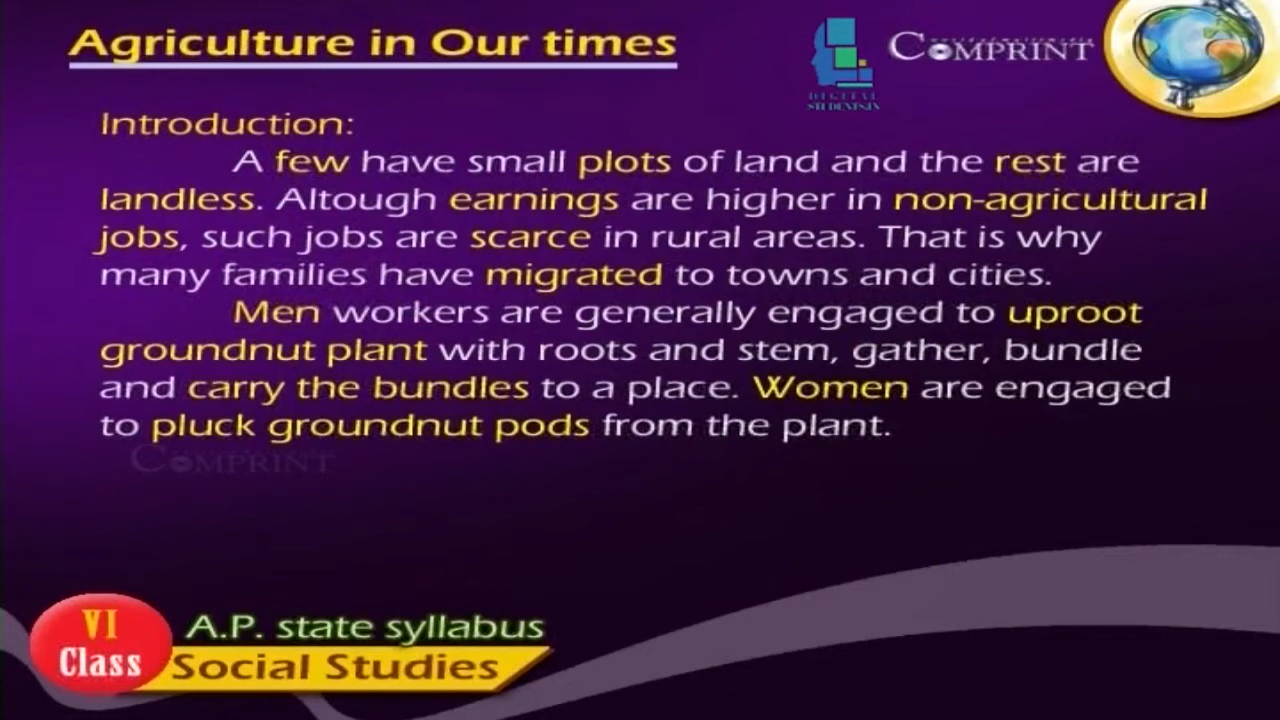 Agriculture in Our times
COMPRINT
DIGITAL
STUDENTS.IN
Introduction:
A few have small plots of land and the rest are
landless. Altough earnings are higher in non-agricultural
jobs, such jobs are scarce in rural areas. That is why
many families have migrated to towns and cities.
Men workers are generally engaged to uproot
groundnut plant with roots and stem, gather, bundle
and carry the bundles to a place. Women are engaged
to pluck groundnut pods from the plant.
COMPRINT
VI
Class
A.P. state syllabus
Social Studies